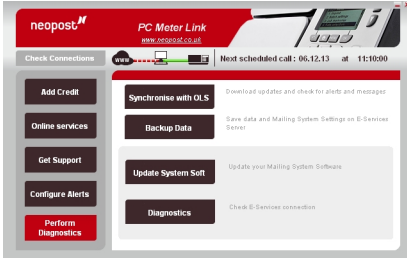 neopost
PC Meter Link
www.neopost.co.uk
Check Connections
WWW
Next scheduled call : 06.12.13 at 11:10:00
Add Credit
Online services
Get Support
Configure Alerts
Perform
Diagnostics
Synchronise with OLS
Download updates and check for alerts and messages
Backup Data
Save data and Mailing System Settings on E-Services
Server
Update System Soft
Update your Mailing System Software
Diagnostics
Check E-Services connection